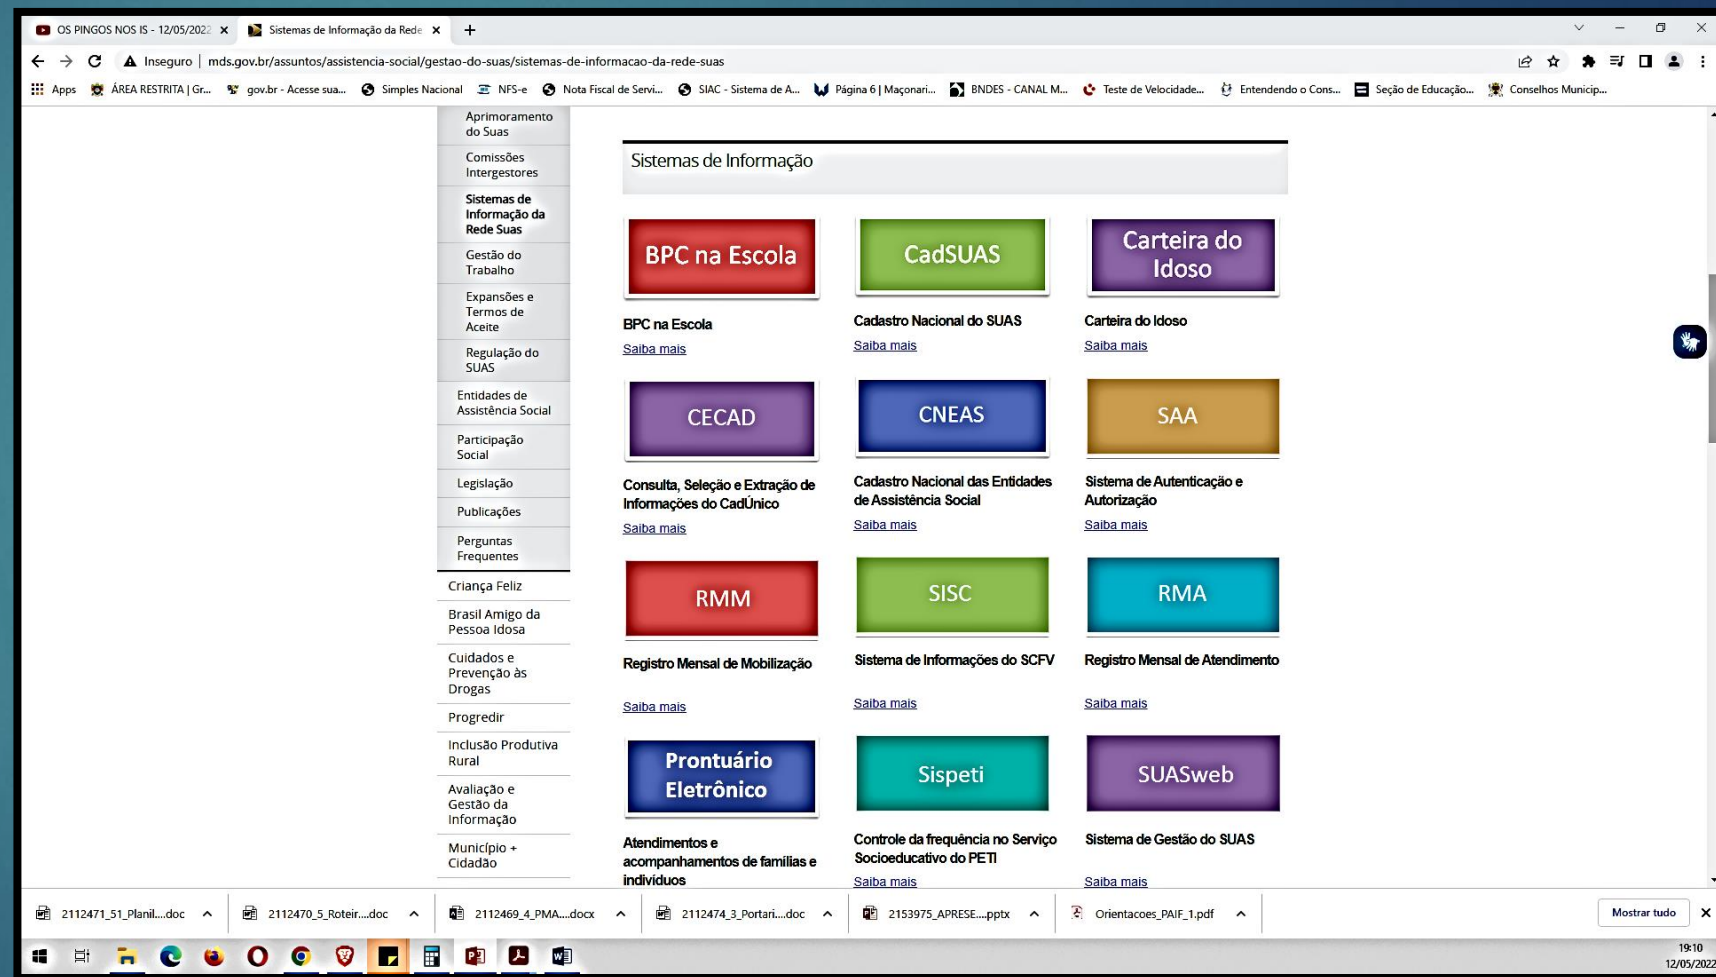 OS PINGOS NOS IS - 12/05/2022
Sistemas de Informação da Rede
Inseguro | mds.gov.br/assuntos/assistencia-social/gestao-do-suas/sistemas-de-informacao-da-rede-suas
Apps
ÁREA RESTRITA | Gr...
gov.br - Acesse sua...
Simples Nacional
NFS-e
Nota Fiscal de Servi...
SIAC - Sistema de A...
Página 6 | Maçonari...
BNDES - CANAL M...
Teste de Velocidade...
Entendendo o Cons...
Seção de Educação...
Conselhos Municip...
Aprimoramento
do Suas
Comissões
Intergestores
Sistemas de
Informação da
Rede Suas
Gestão do
Trabalho
Expansões e
Termos de
Aceite
Regulação do
SUAS
Entidades de
Assistência Social
Participação
Social
Legislação
Publicações
Perguntas
Frequentes
Criança Feliz
Brasil Amigo da
Pessoa Idosa
Cuidados e
Prevenção às
Drogas
Progredir
Inclusão Produtiva
Rural
Avaliação e
Gestão da
Informação
Município +
Cidadão
Sistemas de Informação
BPC na Escola
BPC na Escola
Saiba mais
CadSUAS
Cadastro Nacional do SUAS
Saiba mais
Carteira do
Idoso
Carteira do Idoso
Saiba mais
CECAD
Consulta, Seleção e Extração de
Informações do CadÚnico
Saiba mais
CNEAS
Cadastro Nacional das Entidades
de Assistência Social
Saiba mais
SAA
Sistema de Autenticação e
Autorização
Saiba mais
RMM
Registro Mensal de Mobilização
Saiba mais
SISC
Sistema de Informações do SCFV
Saiba mais
RMA
Registro Mensal de Atendimento
Saiba mais
Prontuário
Eletrônico
Atendimentos e
acompanhamentos de famílias e
indivíduos
Sispeti
Controle da frequência no Serviço
Socioeducativo do PETI
Saiba mais
SUASweb
Sistema de Gestão do SUAS
Saiba mais
2112471_51_Planil....doc
2112470_5_Roteir....doc
2112469_4_PMA....docx
2112474_3_Portari....doc
2153975_APRESE....pptx
Orientacoes_PAIF_1.pdf
Mostrar tudo
19:10
12/05/2022